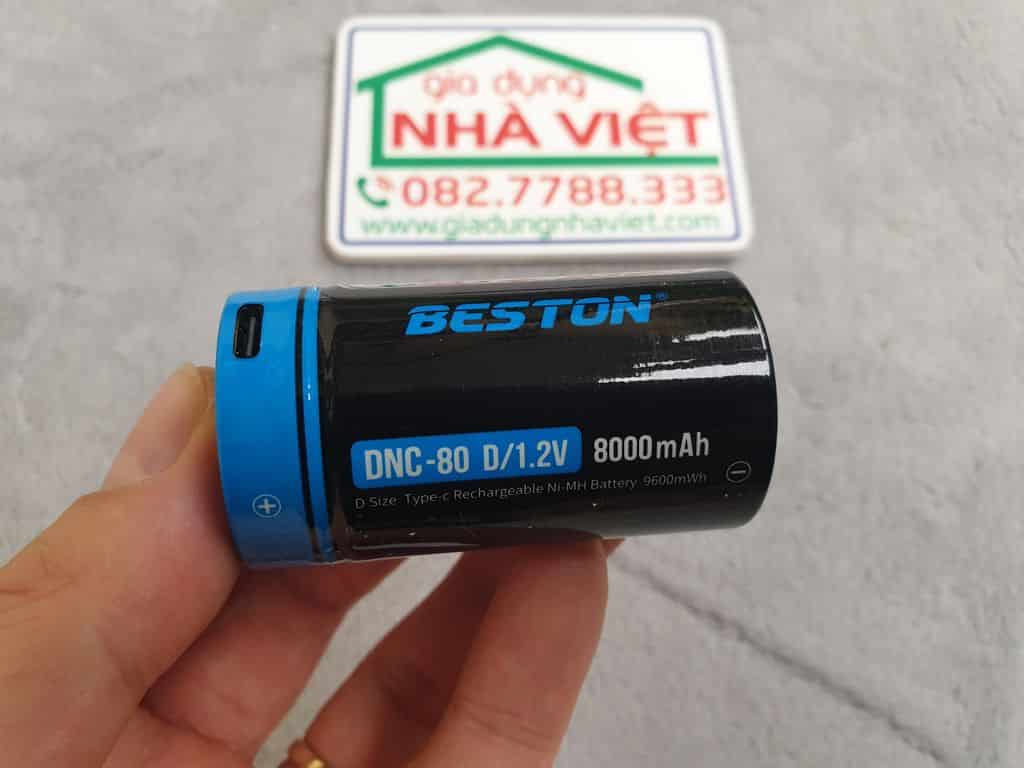 gia dụng
NHÀ VIỆT
082.7788.333
www.giadungnhaviet.com
BESTON®
DNC-80 D/1.2V 8000mAh
D Size Type-c Rechargeable Ni-MH Battery 9600mWh